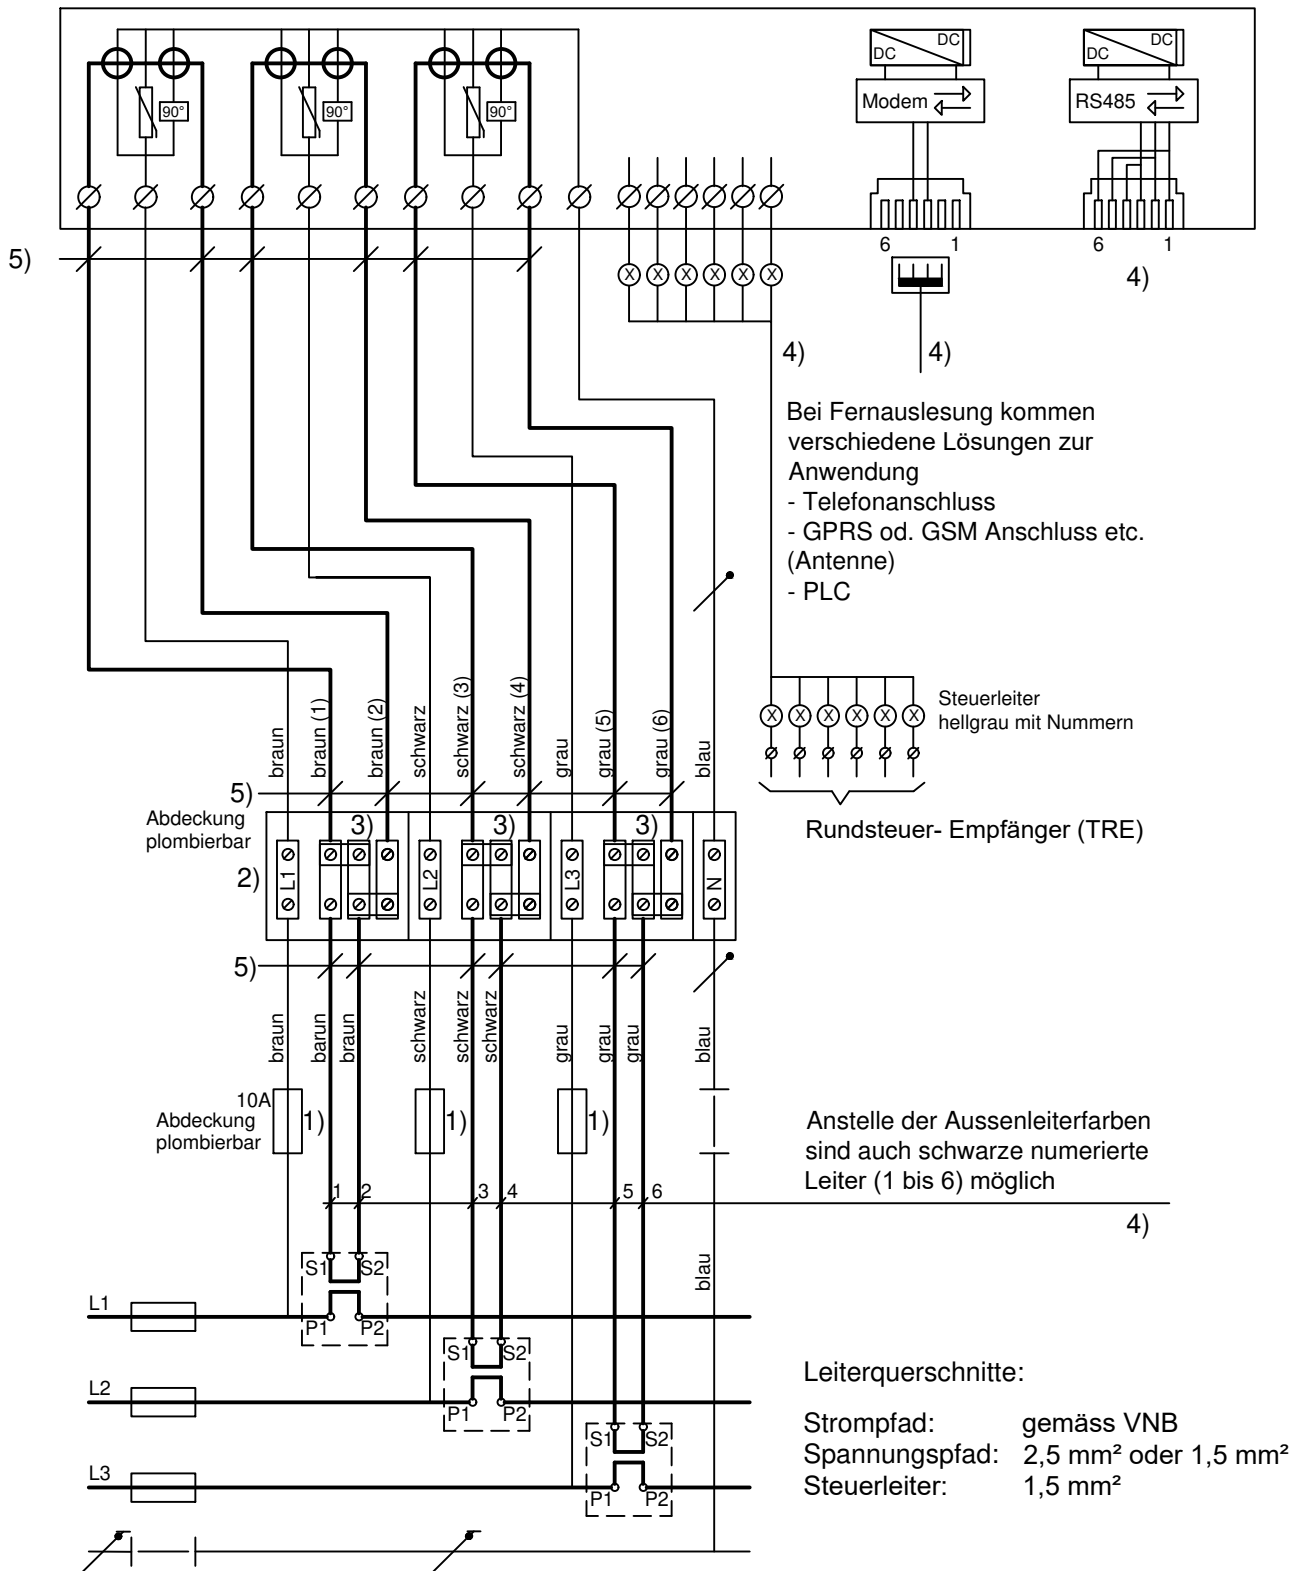 DC DC DC DC
90° 90° 90° Modem RS485
6 1 6 1
5) 4)
4) 4)
Bei Fernauslesung kommen
verschiedene Lösungen zur
Anwendung
- Telefonanschluss
- GPRS od. GSM Anschluss etc.
(Antenne)
- PLC
X X X X X X
X X X X X X
Steuerleiter
hellgrau mit Nummern
Rundsteuer- Empfänger (TRE)
braun
braun (1)
braun (2)
schwarz
schwarz (3)
schwarz (4)
grau
grau (5)
grau (6)
blau
5)
Abdeckung
plombierbar
3) 3) 3)
2) L1 L2 L3 N
5)
braun
barun
braun
schwarz
schwarz
schwarz
grau
grau
grau
blau
10A
Abdeckung
plombierbar
1) 1) 1)
Anstelle der Aussenleiterfarben
sind auch schwarze numerierte
Leiter (1 bis 6) möglich
1 2 3 4 5 6
4)
blau
S1 S2
L1 P1 P2
S1 S2
L2 P1 P2
S1 S2
L3 P1 P2
Leiterquerschnitte:
Strompfad: gemäss VNB
Spannungspfad: 2,5 mm² oder 1,5 mm²
Steuerleiter: 1,5 mm²